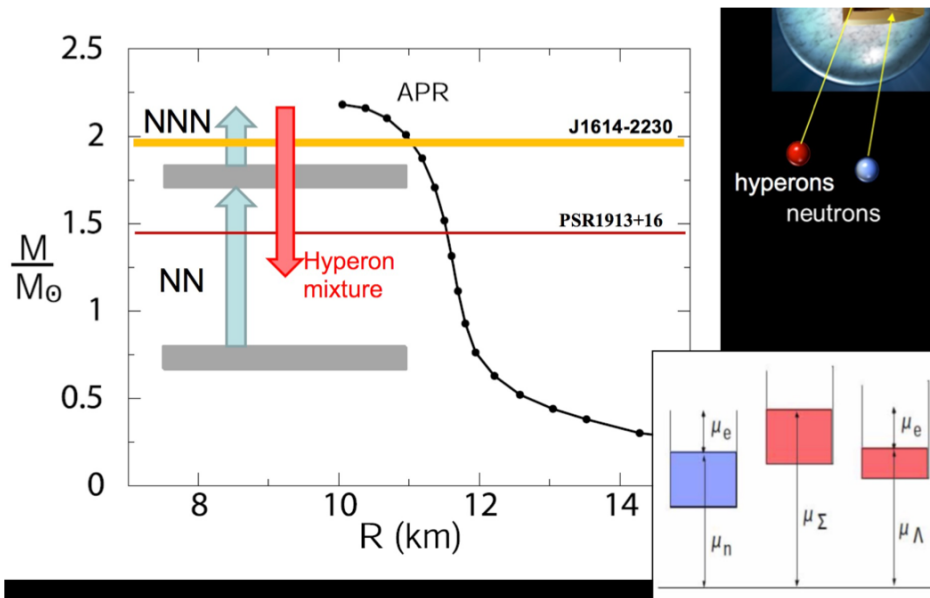 2.5
2
1.5
1
0.5
0
M
M⊙
8
10
12
14
R (km)
APR
NNN
NN
Hyperon
mixture
J1614-2230
PSR1913+16
hyperons
neutrons
μe
μn
μΣ
μe
μΛ